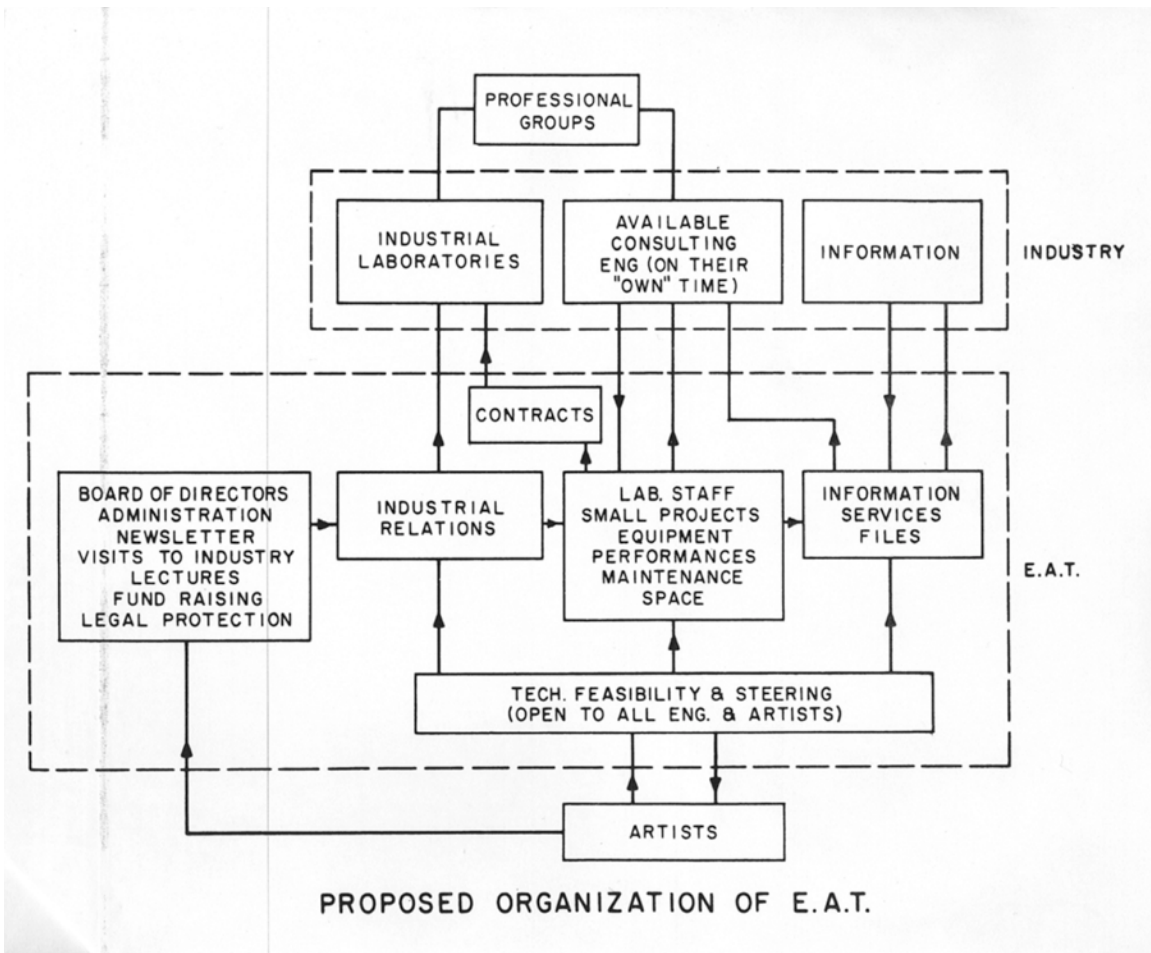 PROFESSIONAL
GROUPS
INDUSTRIAL
LABORATORIES
AVAILABLE
CONSULTING
ENG (ON THEIR
"OWN" TIME)
INFORMATION
INDUSTRY
CONTRACTS
BOARD OF DIRECTORS
ADMINISTRATION
NEWSLETTER
VISITS TO INDUSTRY
LECTURES
FUND RAISING
LEGAL PROTECTION
INDUSTRIAL
RELATIONS
LAB. STAFF
SMALL PROJECTS
EQUIPMENT
PERFORMANCES
MAINTENANCE
SPACE
INFORMATION
SERVICES
FILES
E.A.T.
TECH. FEASIBILITY & STEERING
(OPEN TO ALL ENG. & ARTISTS)
ARTISTS
PROPOSED ORGANIZATION OF E.A.T.